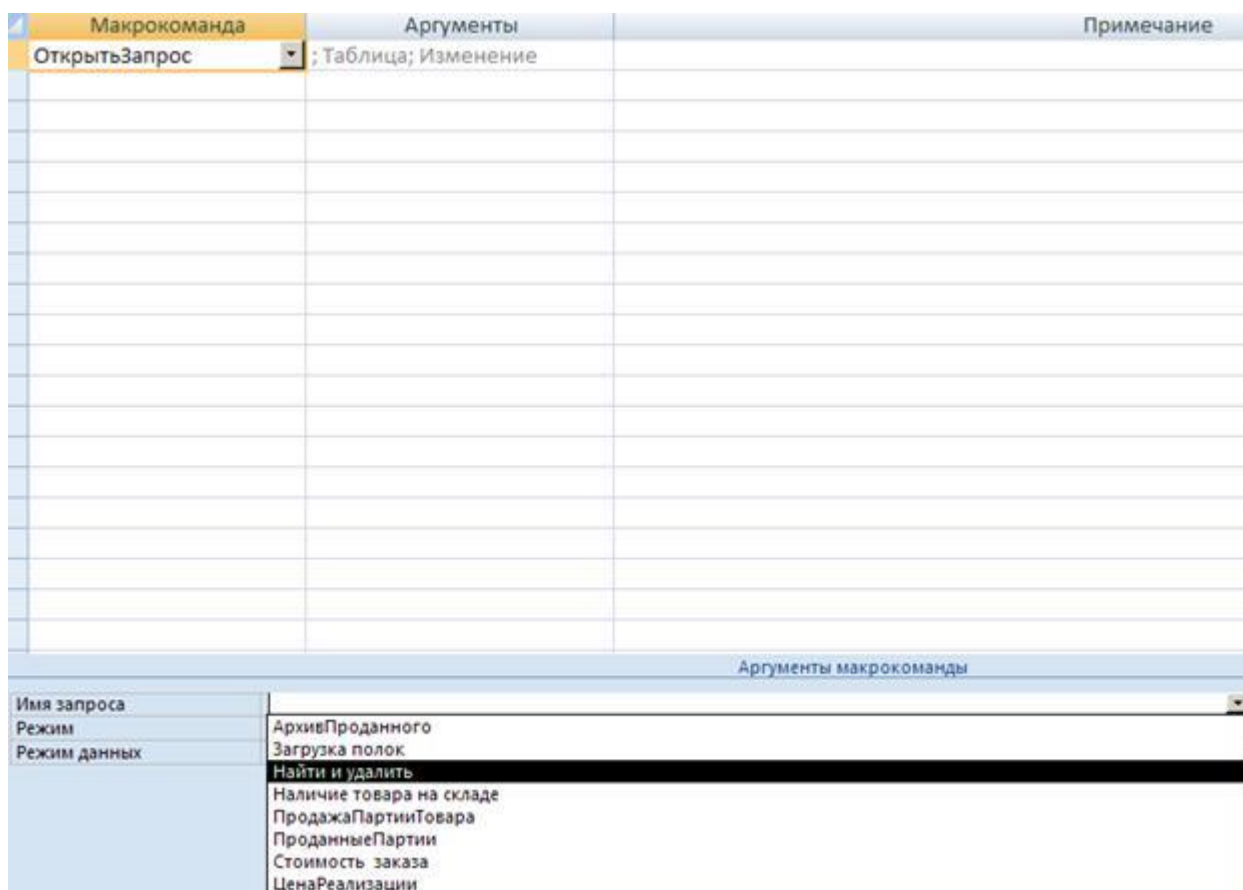 Макрокоманда Аргументы Примечание
ОткрытьЗапрос ; Таблица; Изменение
Аргументы макрокоманды
Имя запроса
Режим
Режим данных
АрхивПроданного
Загрузка полок
Найти и удалить
Наличие товара на складе
ПродажаПартииТовара
ПроданныеПартии
Стоимость заказа
ЦенаРеализации